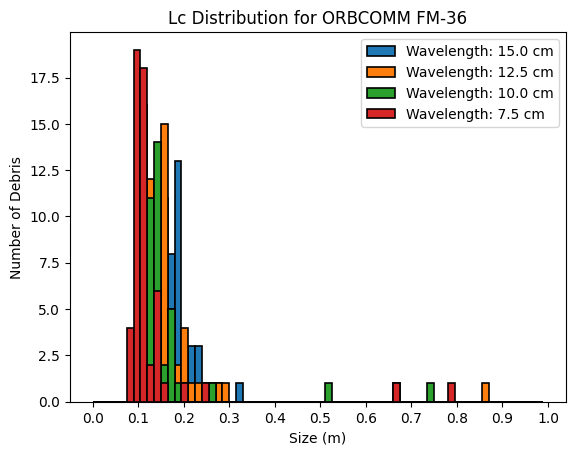 Lc Distribution for ORBCOMM FM-36
Wavelength: 15.0 cm
Wavelength: 12.5 cm
Wavelength: 10.0 cm
Wavelength: 7.5 cm
Number of Debris
17.5
15.0
12.5
10.0
7.5
5.0
2.5
0.0
0.0 0.1 0.2 0.3 0.4 0.5 0.6 0.7 0.8 0.9 1.0
Size (m)